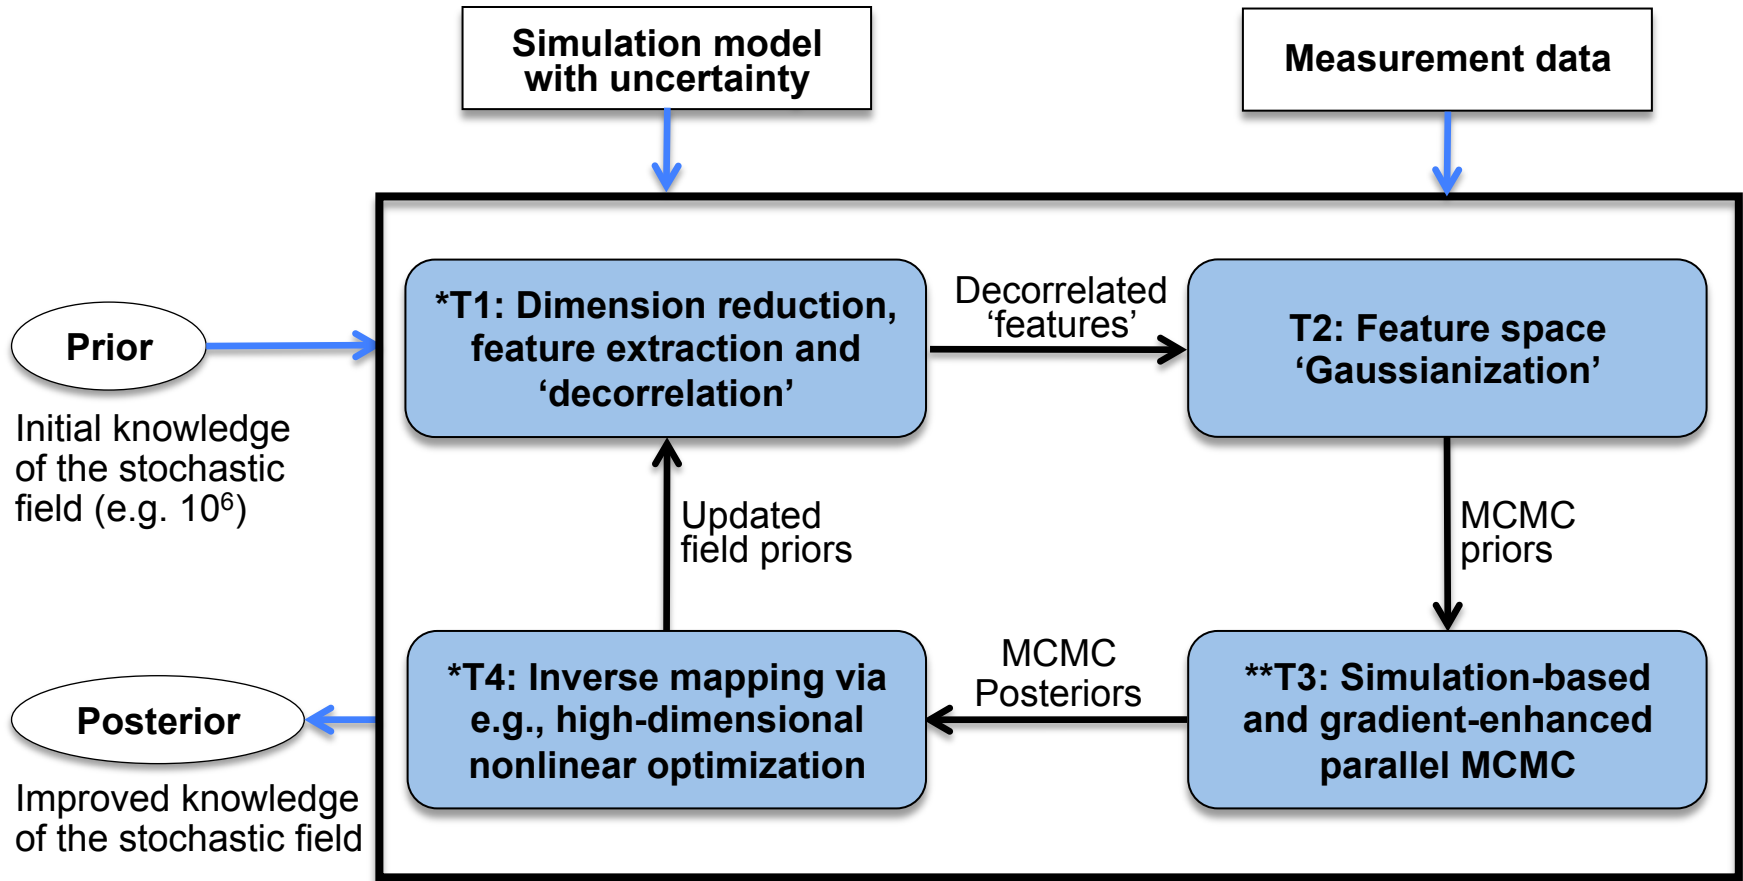 Simulation model
with uncertainty
Measurement data
Prior
Initial knowledge
of the stochastic
field (e.g. 10⁶)
*T1: Dimension reduction,
feature extraction and
‘decorrelation’
Decorrelated
‘features’
T2: Feature space
‘Gaussianization’
Updated
field priors
MCMC
priors
*T4: Inverse mapping via
e.g., high-dimensional
nonlinear optimization
MCMC
Posteriors
**T3: Simulation-based
and gradient-enhanced
parallel MCMC
Posterior
Improved knowledge
of the stochastic field